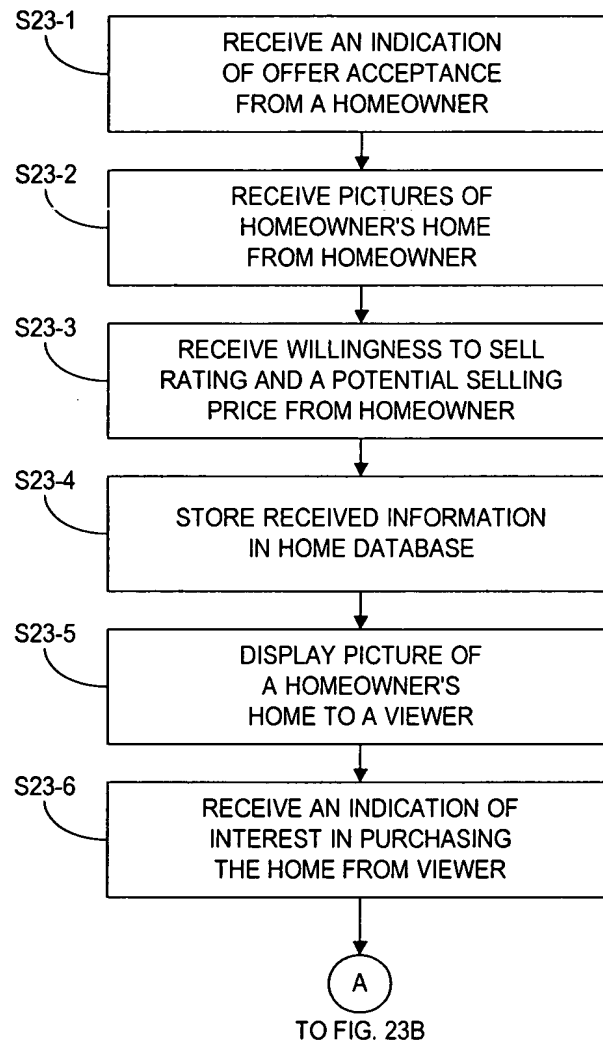 S23-1
RECEIVE AN INDICATION
OF OFFER ACCEPTANCE
FROM A HOMEOWNER
S23-2
RECEIVE PICTURES OF
HOMEOWNER'S HOME
FROM HOMEOWNER
S23-3
RECEIVE WILLINGNESS TO SELL
RATING AND A POTENTIAL SELLING
PRICE FROM HOMEOWNER
S23-4
STORE RECEIVED INFORMATION
IN HOME DATABASE
S23-5
DISPLAY PICTURE OF
A HOMEOWNER'S
HOME TO A VIEWER
S23-6
RECEIVE AN INDICATION OF
INTEREST IN PURCHASING
THE HOME FROM VIEWER
A
TO FIG. 23B